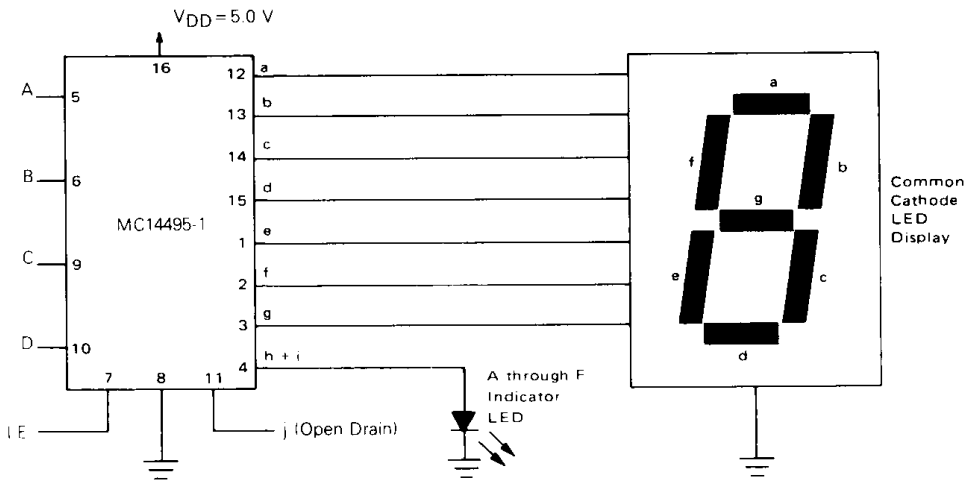 VDD = 5.0 V
16
12 a
A 5
13 b
14 c
B 6
15 d
MC14495-1
1 e
C 9
2 f
3 g
D 10
4 h + i
7 8 11
LE
j (Open Drain)
A through F
Indicator
LED
a
f
b
g
e
c
d
Common
Cathode
LED
Display